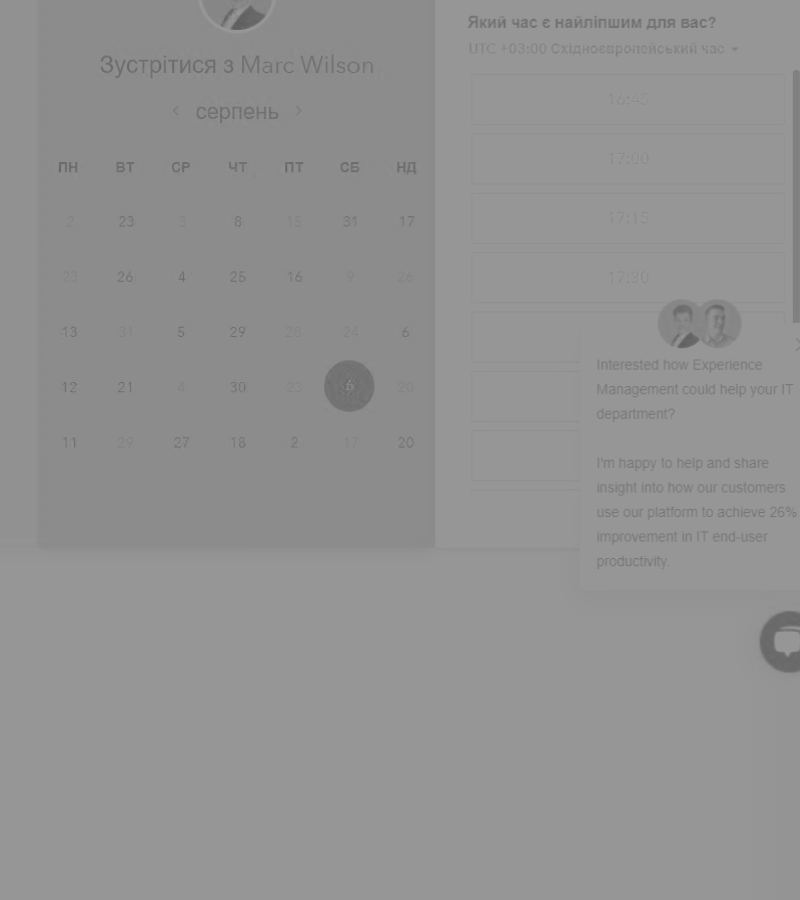 Зустрітися з Marc Wilson
серпень
ПН ВТ СР ЧТ ПТ СБ НД
2 23 3 8 15 31 17
23 26 4 25 16 9 26
13 31 5 29 28 24 6
12 21 4 30 23 6 20
11 29 27 18 2 17 20
Який час є найліпшим для вас?
UTC +03:00 Східноєвропейський час
16:45
17:00
17:15
17:30
Interested how Experience
Management could help your IT
department?
I'm happy to help and share
insight into how our customers
use our platform to achieve 26%
improvement in IT end-user
productivity.